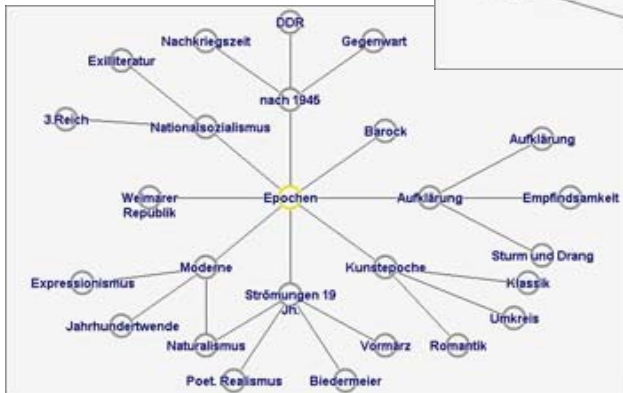 DDR
Nachkriegszeit
Gegenwart
Exilliteratur
nach 1945
3.Reich
Nationalsozialismus
Barock
Aufklärung
Weimarer
Republik
Epochen
Aufklärung
Empfindsamkeit
Sturm und Drang
Moderne
Kunstepoche
Klassik
Expressionismus
Strömungen 19
Jh.
Umkreis
Jahrhundertwende
Naturalismus
Vormärz
Romantik
Poet. Realismus
Biedermeier